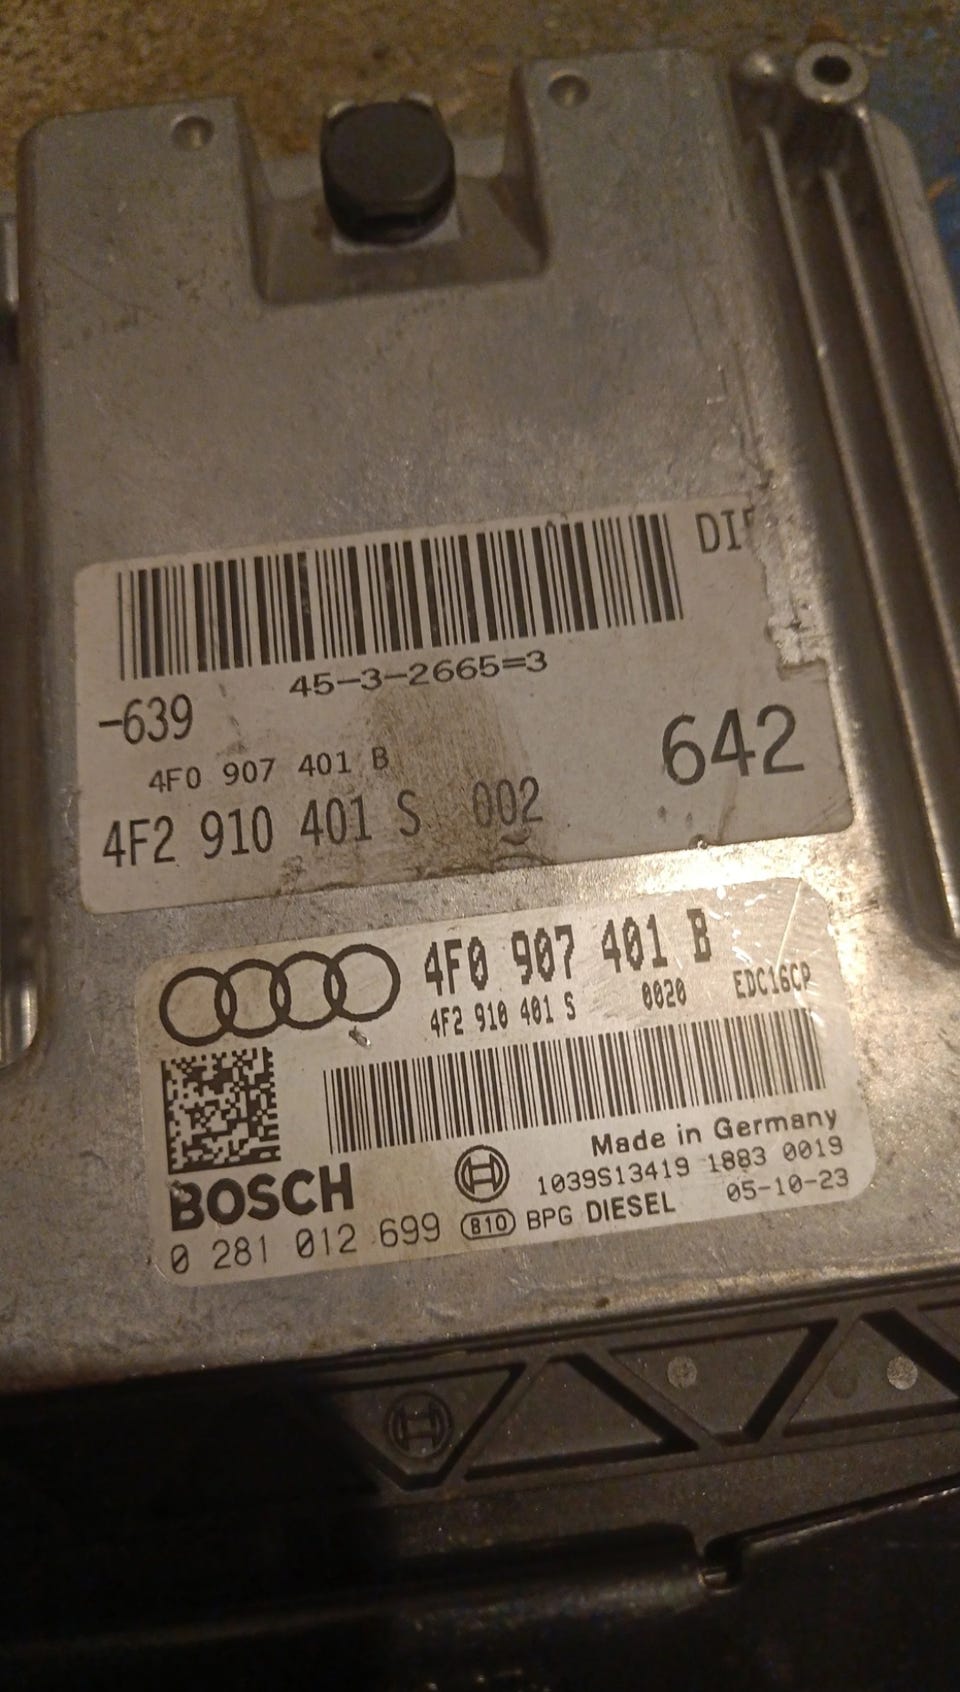 DI
45-3-2665=3
-639
4F0 907 401 B
642
4F2 910 401 S 002
4F0 907 401 B
4F2 910 401 S 0020 EDC16CP
Made in Germany
BOSCH
1039S13419 1883 0019
0 281 012 699 810 BPG DIESEL 05-10-23